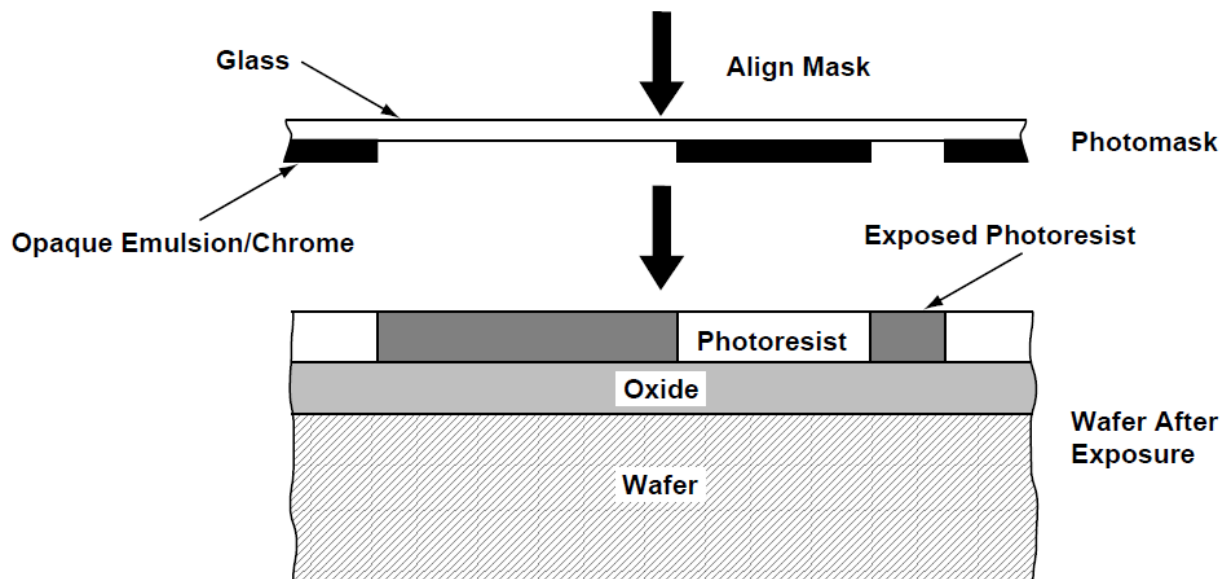 Glass
Align Mask
Photomask
Opaque Emulsion/Chrome
Exposed Photoresist
Photoresist
Oxide
Wafer After
Exposure
Wafer